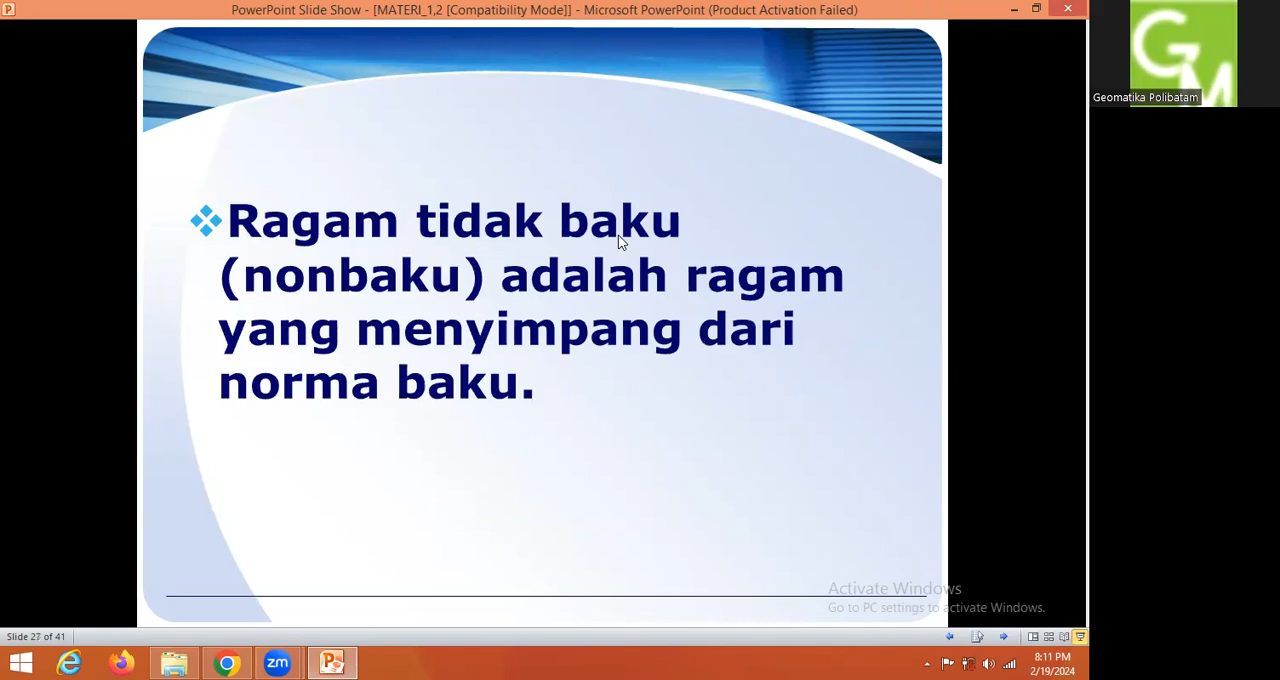 PowerPoint Slide Show - [MATERI_1,2 [Compatibility Mode]] - Microsoft PowerPoint (Product Activation Failed)
GM
Geomatika Polibatam
Ragam tidak baku
(nonbaku) adalah ragam
yang menyimpang dari
norma baku.
Activate Windows
Go to PC settings to activate Windows.
Slide 27 of 41
zm
8:11 PM
2/19/2024